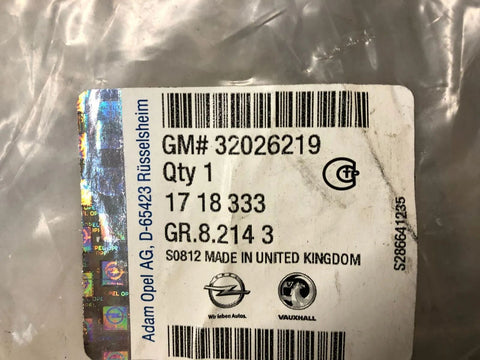 Adam Opel AG, D-65423 Rüsselsheim
GM# 32026219
Qty 1
17 18 333
GR.8.214 3
S0812 MADE IN UNITED KINGDOM
S286641235
Wir leben Autos.
VAUXHALL